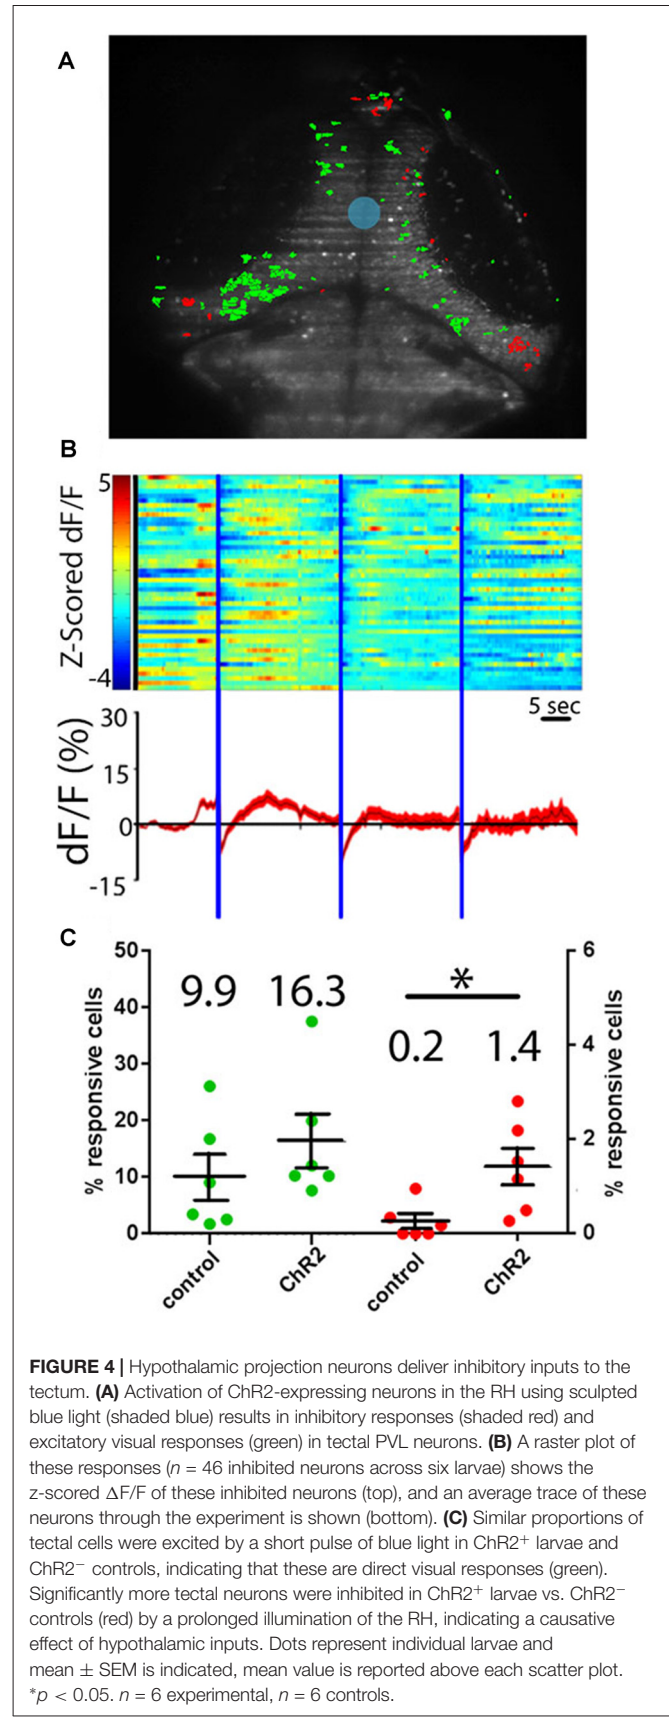 A
B
Z-Scored dF/F
5
-4
5 sec
dF/F (%)
30
15
0
-15
C
% responsive cells
50
40
30
20
10
0
9.9
16.3
*
0.2
1.4
6
4
2
0
% responsive cells
control
ChR2
control
ChR2
FIGURE 4 | Hypothalamic projection neurons deliver inhibitory inputs to the
tectum. (A) Activation of ChR2-expressing neurons in the RH using sculpted
blue light (shaded blue) results in inhibitory responses (shaded red) and
excitatory visual responses (green) in tectal PVL neurons. (B) A raster plot of
these responses (n = 46 inhibited neurons across six larvae) shows the
z-scored ΔF/F of these inhibited neurons (top), and an average trace of these
neurons through the experiment is shown (bottom). (C) Similar proportions of
tectal cells were excited by a short pulse of blue light in ChR2⁺ larvae and
ChR2⁻ controls, indicating that these are direct visual responses (green).
Significantly more tectal neurons were inhibited in ChR2⁺ larvae vs. ChR2⁻
controls (red) by a prolonged illumination of the RH, indicating a causative
effect of hypothalamic inputs. Dots represent individual larvae and
mean ± SEM is indicated, mean value is reported above each scatter plot.
*p < 0.05. n = 6 experimental, n = 6 controls.